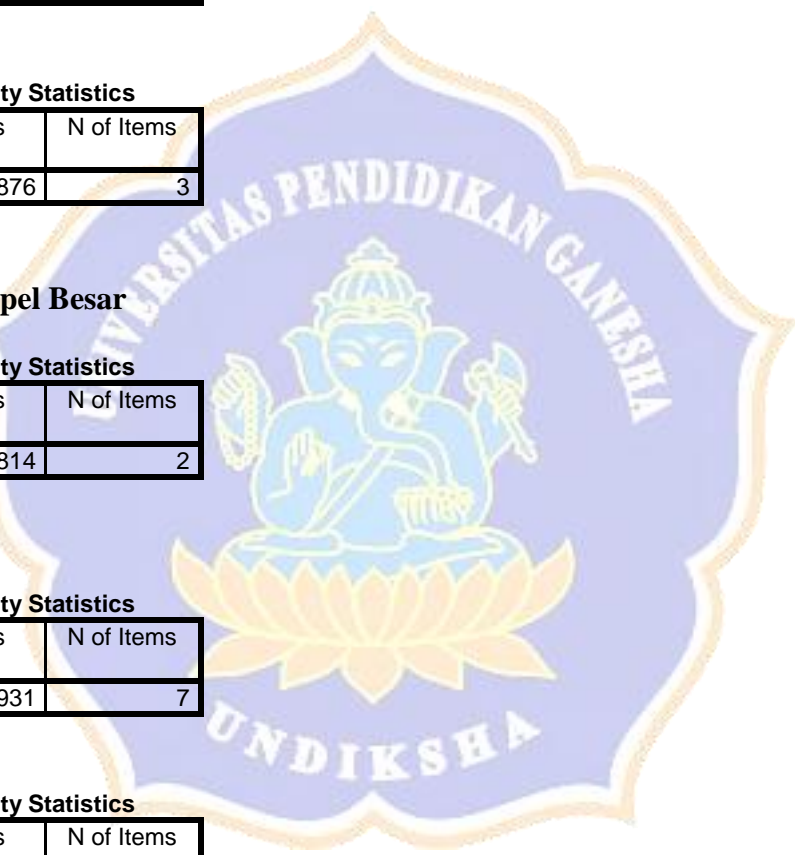 ty Statistics
s N of Items
876 3
pel Besar
ty Statistics
s N of Items
814 2
ty Statistics
s N of Items
931 7
ty Statistics
s N of Items
UNIVERSITAS PENDIDIKAN GANESHA
UNDIKSHA